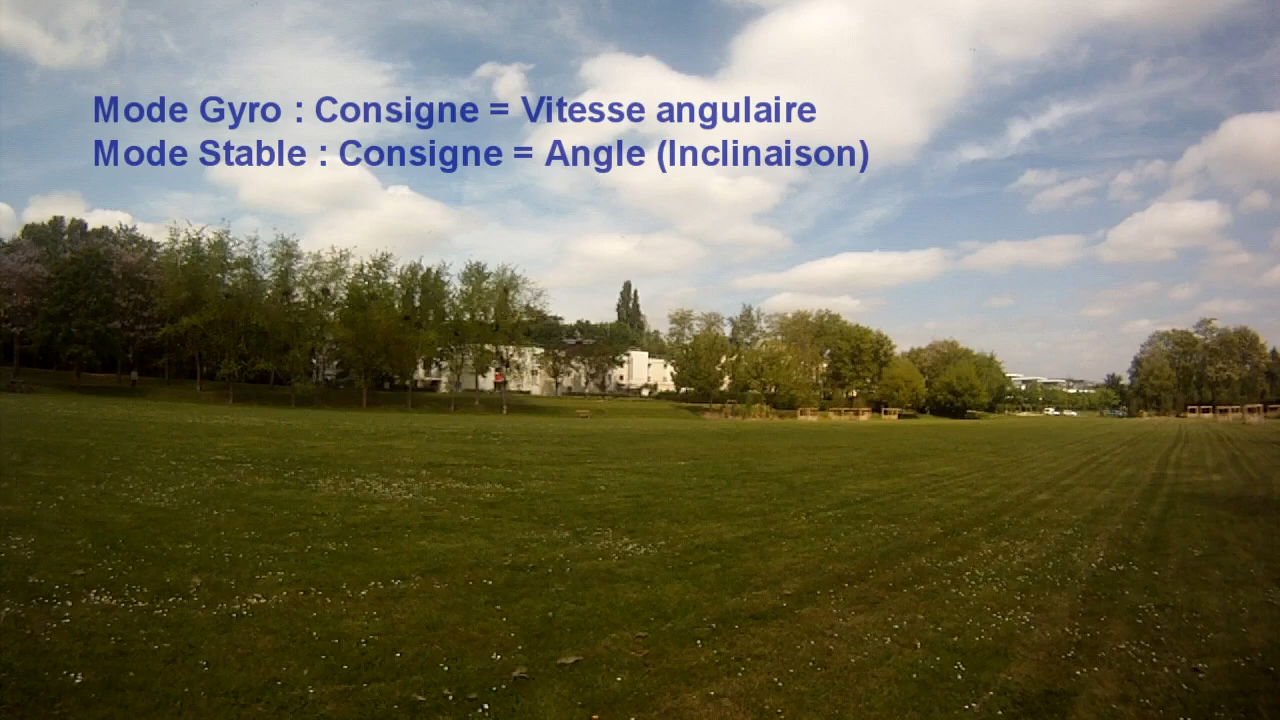 Mode Gyro : Consigne = Vitesse angulaire
Mode Stable : Consigne = Angle (Inclinaison)